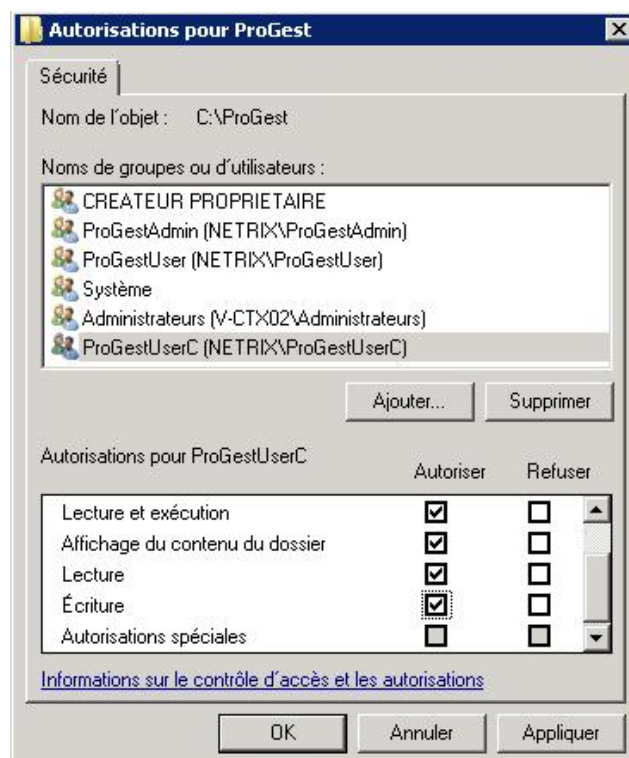 Autorisations pour ProGest
Sécurité
Nom de l'objet : C:\ProGest
Noms de groupes ou d'utilisateurs :
CREATEUR PROPRIETAIRE
ProGestAdmin (NETRIX\ProGestAdmin)
ProGestUser (NETRIX\ProGestUser)
Système
Administrateurs (V-CTX02\Administrateurs)
ProGestUserC (NETRIX\ProGestUserC)
Ajouter... Supprimer
Autorisations pour ProGestUserC Autoriser Refuser
Lecture et exécution
Affichage du contenu du dossier
Lecture
Écriture
Autorisations spéciales
Informations sur le contrôle d'accès et les autorisations
OK Annuler Appliquer